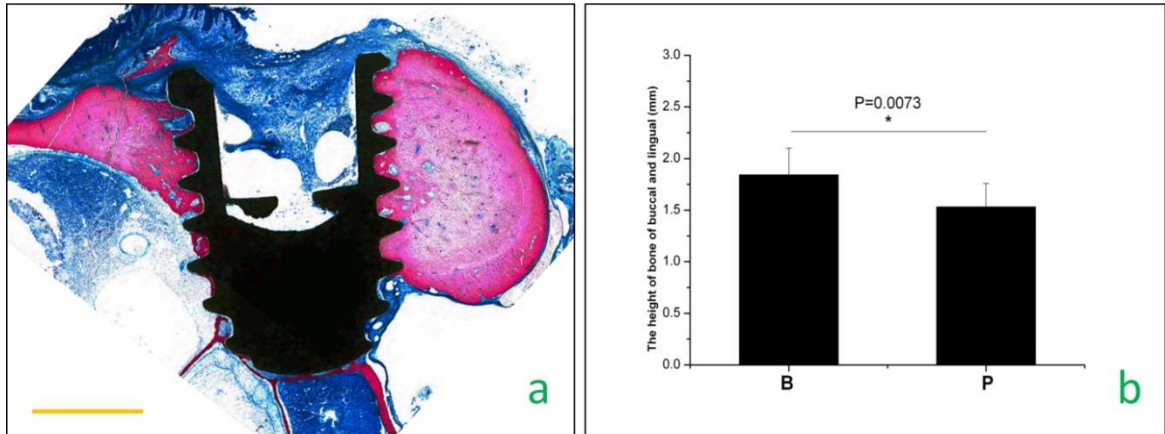 a
The height of bone of buccal and lingual (mm)
3.0
2.5
2.0
1.5
1.0
0.5
0.0
P=0.0073
*
B
P
b